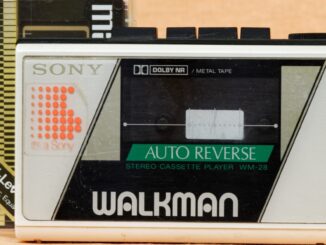 SONY
DOLBY NR / METAL TAPE
it's a Sony
AUTO REVERSE
STEREO CASSETTE PLAYER WM-28
WALKMAN